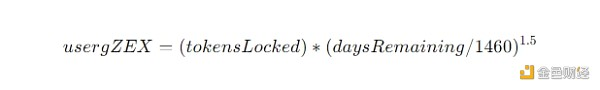 usergZEX = (tokensLocked) * (daysRemaining/1460)^1.5
金色财经